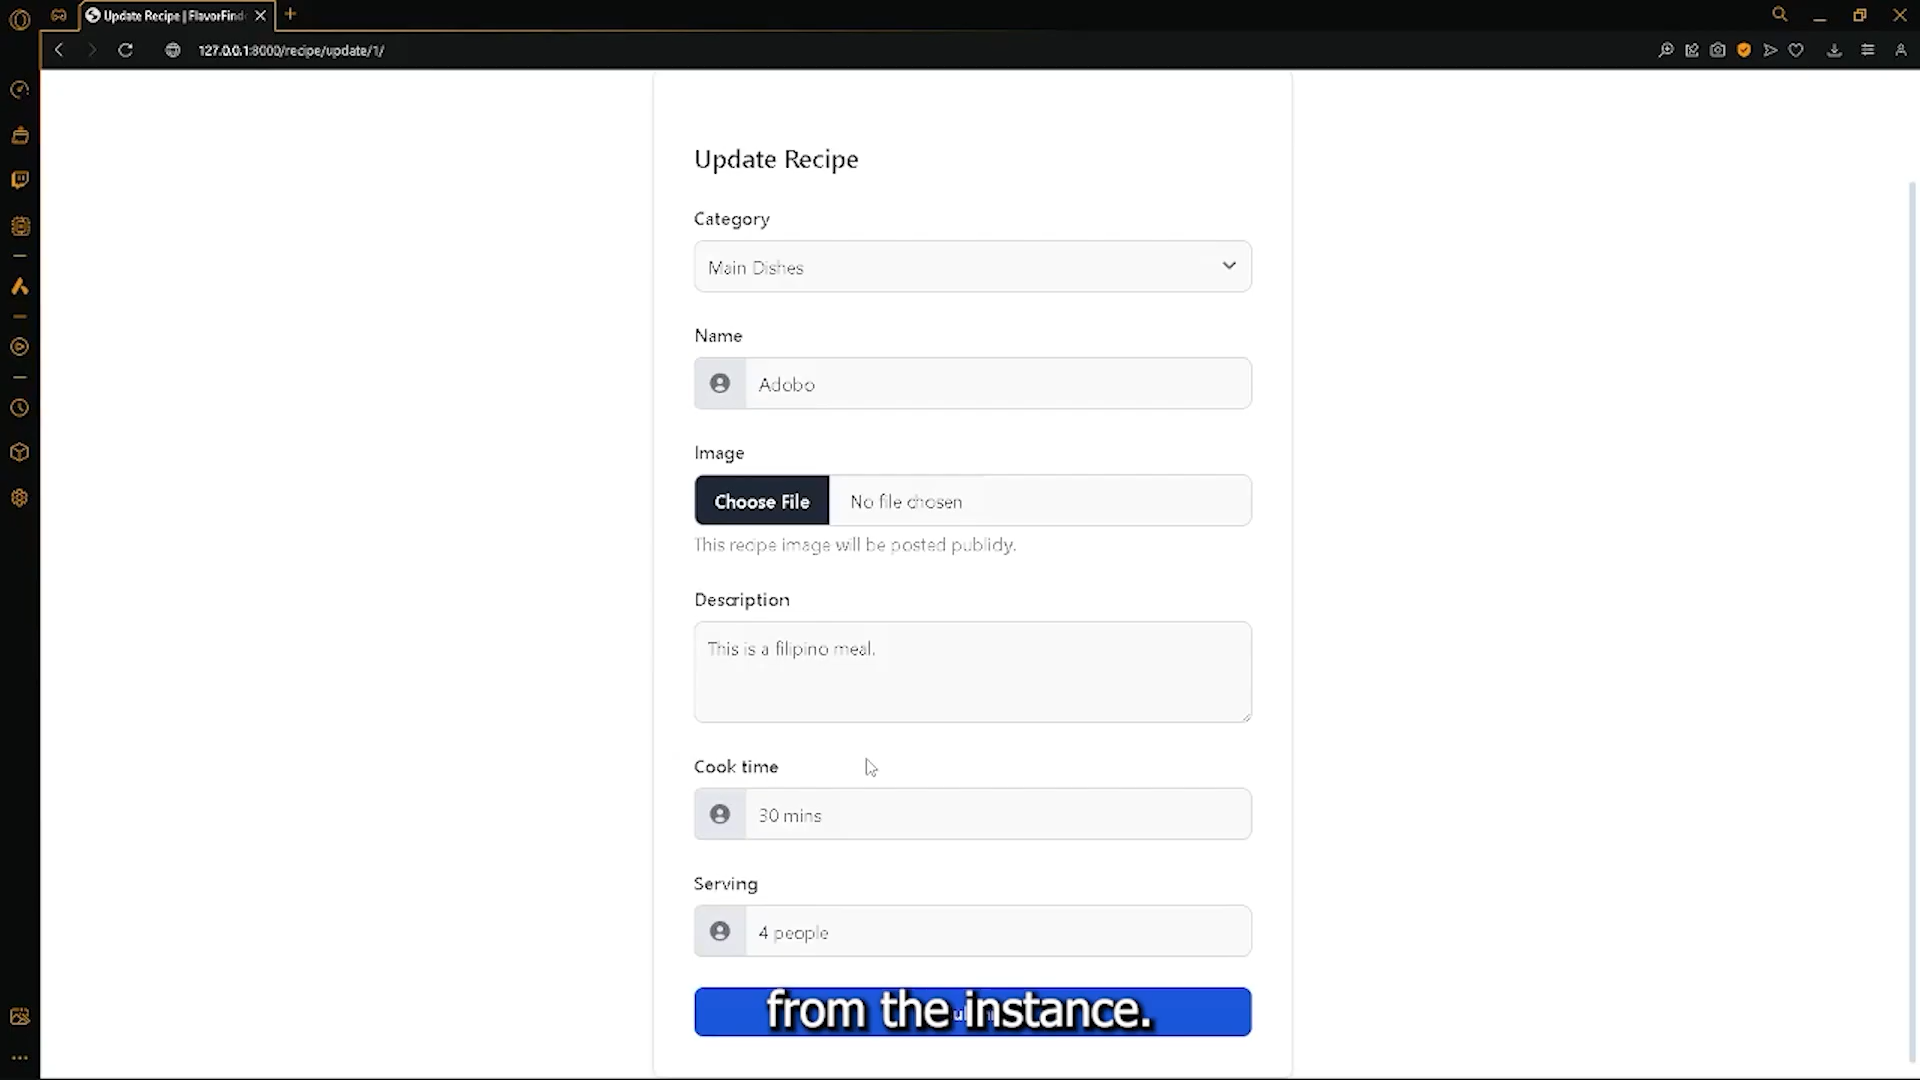 Update Recipe | FlavorFind
127.0.0.1:8000/recipe/update/1/
Update Recipe
Category
Main Dishes
Name
Adobo
Image
Choose File
No file chosen
This recipe image will be posted publicly.
Description
This is a filipino meal.
Cook time
30 mins
Serving
4 people
from the instance.